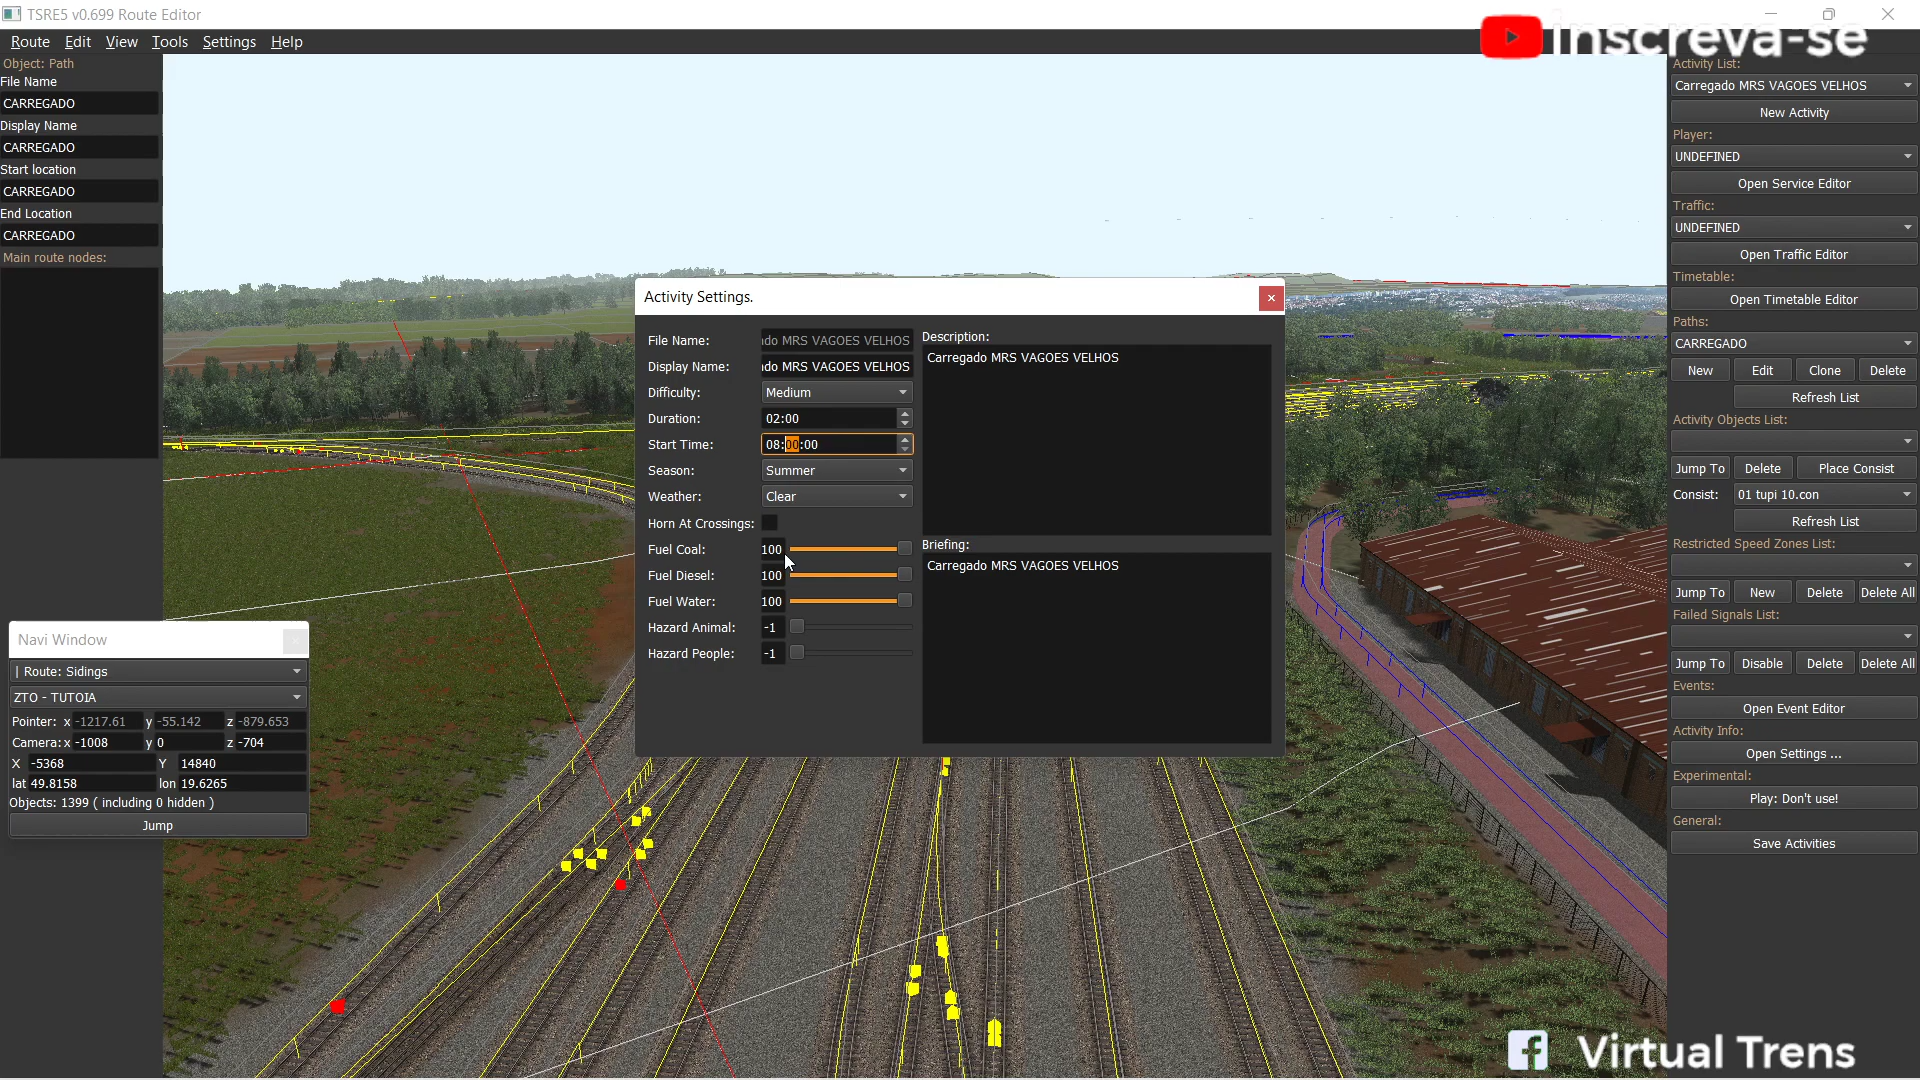 TSRE5 v0.699 Route Editor
Route Edit View Tools Settings Help
inscreva-se
Object: Path
File Name
CARREGADO
Display Name
CARREGADO
Start location
CARREGADO
End Location
CARREGADO
Main route nodes:
Navi Window
| Route: Sidings
ZTO - TUTOIA
Pointer: x -1217.61 y -55.142 z -879.653
Camera: x -1008 y 0 z -704
X -5368 Y 14840
lat 49.8158 lon 19.6265
Objects: 1399 ( including 0 hidden )
Jump
Activity Settings.
File Name: do MRS VAGOES VELHOS
Display Name: do MRS VAGOES VELHOS
Difficulty: Medium
Duration: 02:00
Start Time: 08:00:00
Season: Summer
Weather: Clear
Horn At Crossings:
Fuel Coal: 100
Fuel Diesel: 100
Fuel Water: 100
Hazard Animal: -1
Hazard People: -1
Description:
Carregado MRS VAGOES VELHOS
Briefing:
Carregado MRS VAGOES VELHOS
Activity List:
Carregado MRS VAGOES VELHOS
New Activity
Player:
UNDEFINED
Open Service Editor
Traffic:
UNDEFINED
Open Traffic Editor
Timetable:
Open Timetable Editor
Paths:
CARREGADO
New Edit Clone Delete
Refresh List
Activity Objects List:
Jump To Delete Place Consist
Consist: 01 tupi 10.con
Refresh List
Restricted Speed Zones List:
Jump To New Delete Delete All
Failed Signals List:
Jump To Disable Delete Delete All
Events:
Open Event Editor
Activity Info:
Open Settings ...
Experimental:
Play: Don't use!
General:
Save Activities
f Virtual Trens